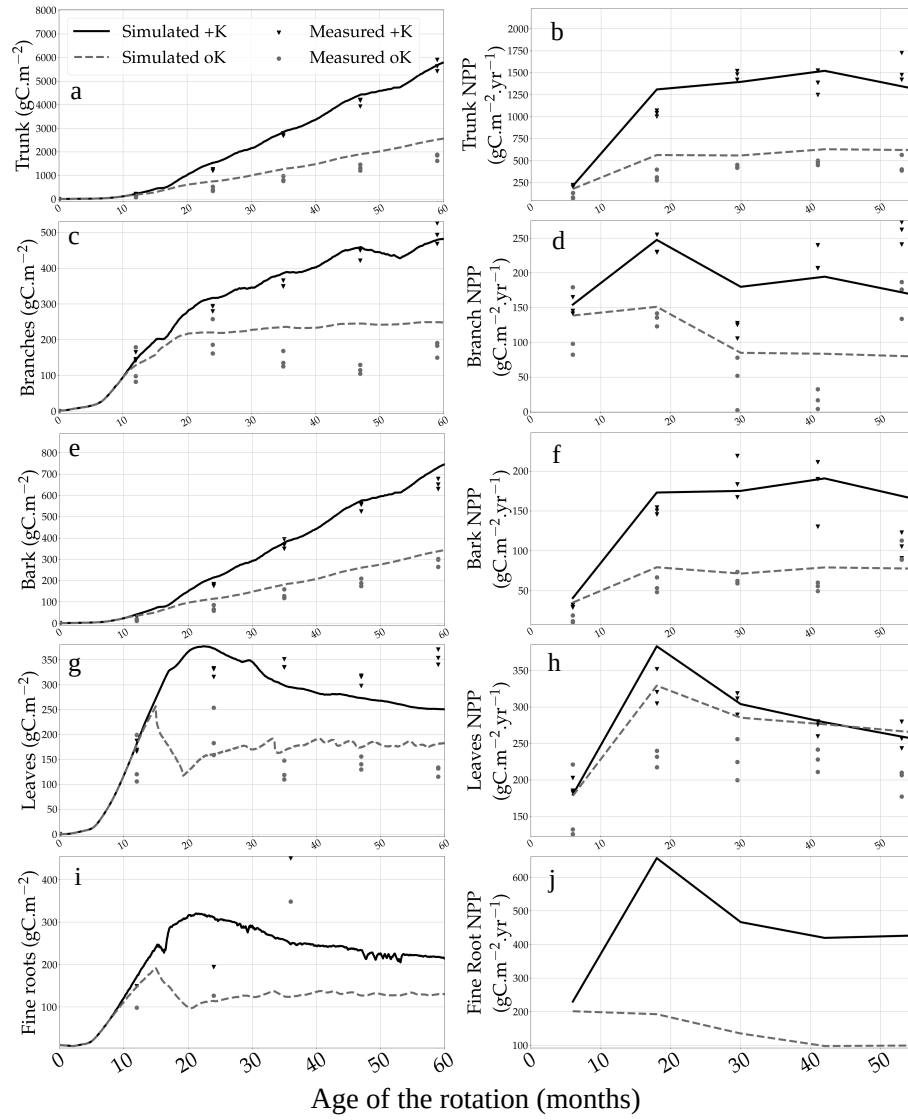 8000
7000
6000
5000
4000
3000
2000
1000
0
Trunk (gC.m⁻²)
Simulated +K
Simulated oK
Measured +K
Measured oK
a
0 10 20 30 40 50 60
2000
1750
1500
1250
1000
750
500
250
Trunk NPP
(gC.m⁻².yr⁻¹)
b
0 10 20 30 40 50
500
400
300
200
100
0
Branches (gC.m⁻²)
c
0 10 20 30 40 50 60
250
200
150
100
50
0
Branch NPP
(gC.m⁻².yr⁻¹)
d
0 10 20 30 40 50
800
700
600
500
400
300
200
100
0
Bark (gC.m⁻²)
e
0 10 20 30 40 50 60
200
150
100
50
Bark NPP
(gC.m⁻².yr⁻¹)
f
0 10 20 30 40 50
350
300
250
200
150
100
50
0
Leaves (gC.m⁻²)
g
0 10 20 30 40 50 60
350
300
250
200
150
Leaves NPP
(gC.m⁻².yr⁻¹)
h
0 10 20 30 40 50
400
300
200
100
0
Fine roots (gC.m⁻²)
i
0 10 20 30 40 50 60
600
500
400
300
200
100
Fine Root NPP
(gC.m⁻².yr⁻¹)
j
0 10 20 30 40 50
Age of the rotation (months)